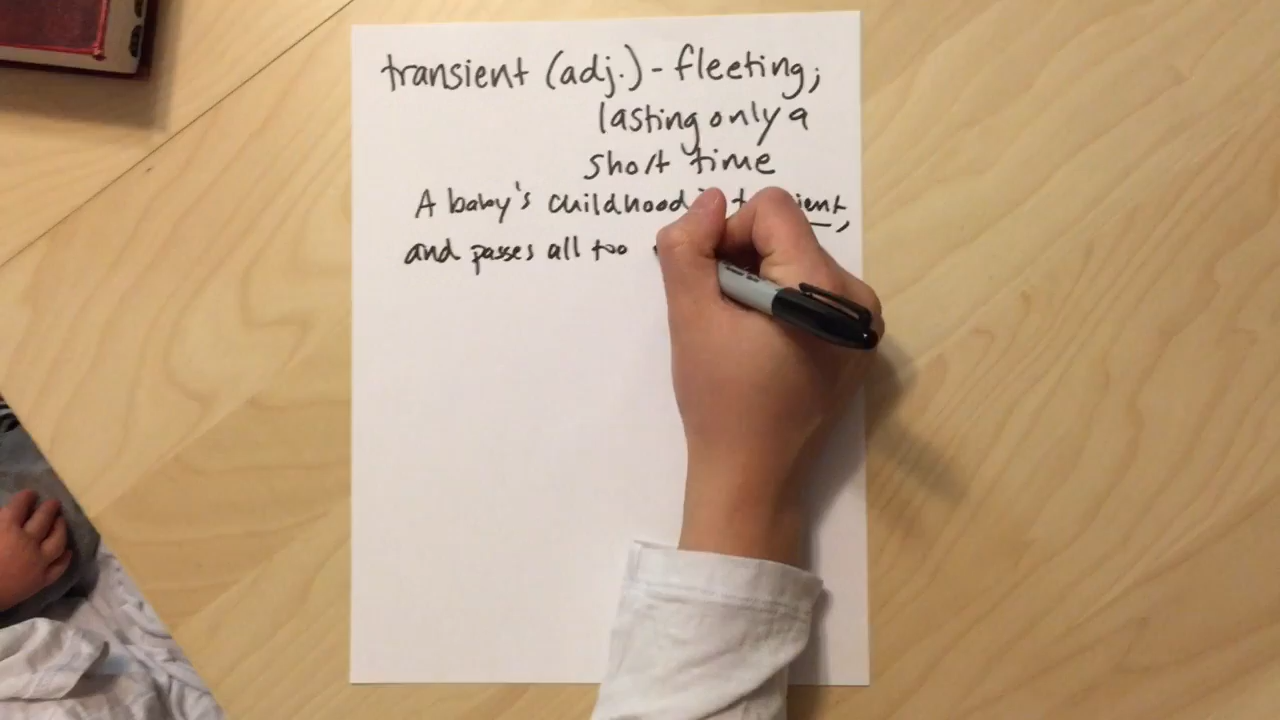 transient (adj.) - fleeting;
lasting only a
short time
A baby's childhood
and passes all too